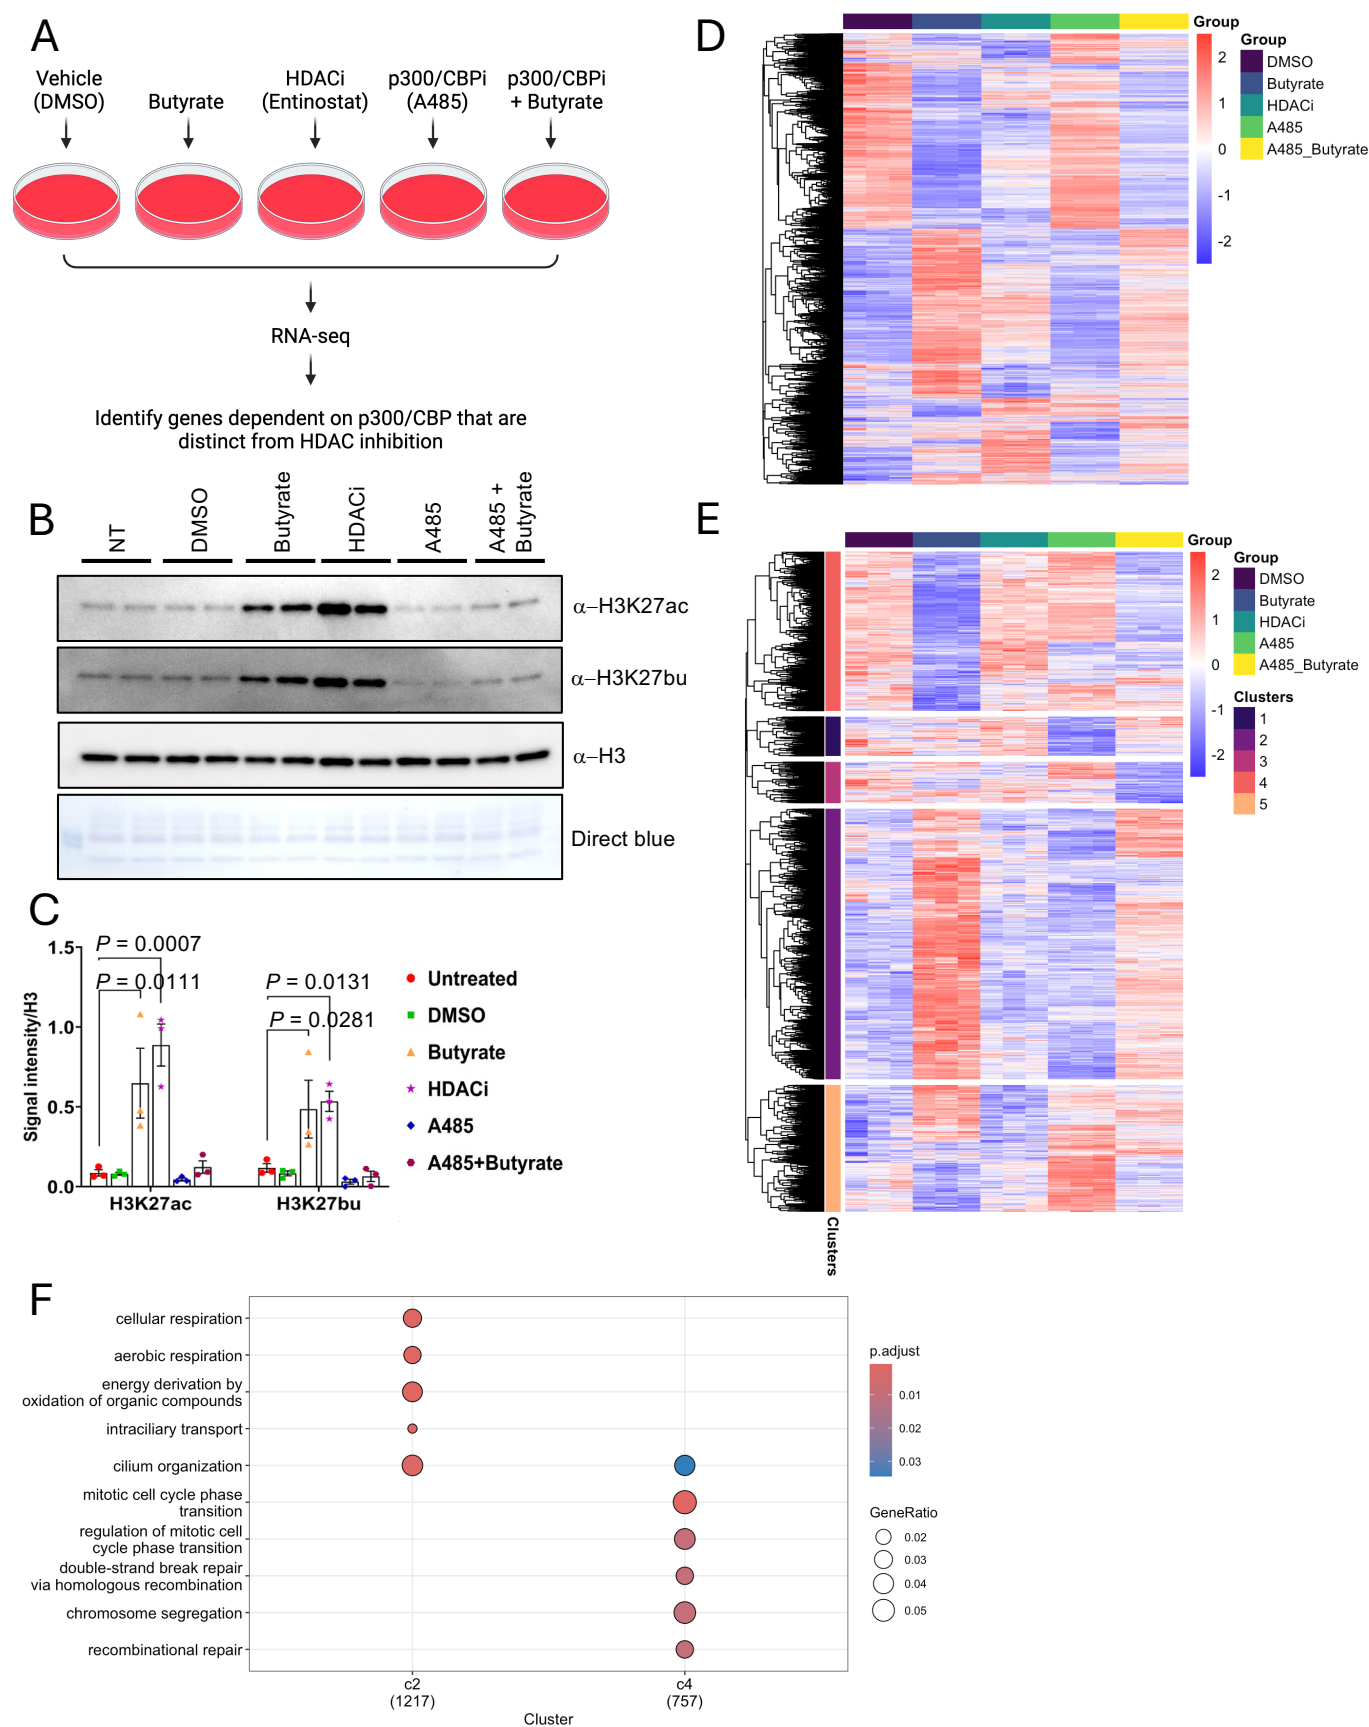 A
Vehicle
(DMSO)
Butyrate
HDACi
(Entinostat)
p300/CBPi
(A485)
p300/CBPi
+ Butyrate
RNA-seq
Identify genes dependent on p300/CBP that are
distinct from HDAC inhibition
B
NT
DMSO
Butyrate
HDACi
A485
A485 +
Butyrate
α–H3K27ac
α–H3K27bu
α–H3
Direct blue
C
Signal intensity/H3
1.5
1.0
0.5
0.0
P = 0.0007
P = 0.0111
P = 0.0131
P = 0.0281
H3K27ac
H3K27bu
Untreated
DMSO
Butyrate
HDACi
A485
A485+Butyrate
D
Group
2
1
0
-1
-2
Group
DMSO
Butyrate
HDACi
A485
A485_Butyrate
E
Group
2
1
0
-1
-2
Group
DMSO
Butyrate
HDACi
A485
A485_Butyrate
Clusters
1
2
3
4
5
Clusters
F
cellular respiration
aerobic respiration
energy derivation by
oxidation of organic compounds
intraciliary transport
cilium organization
mitotic cell cycle phase
transition
regulation of mitotic cell
cycle phase transition
double-strand break repair
via homologous recombination
chromosome segregation
recombinational repair
c2
(1217)
c4
(757)
Cluster
p.adjust
0.01
0.02
0.03
GeneRatio
0.02
0.03
0.04
0.05